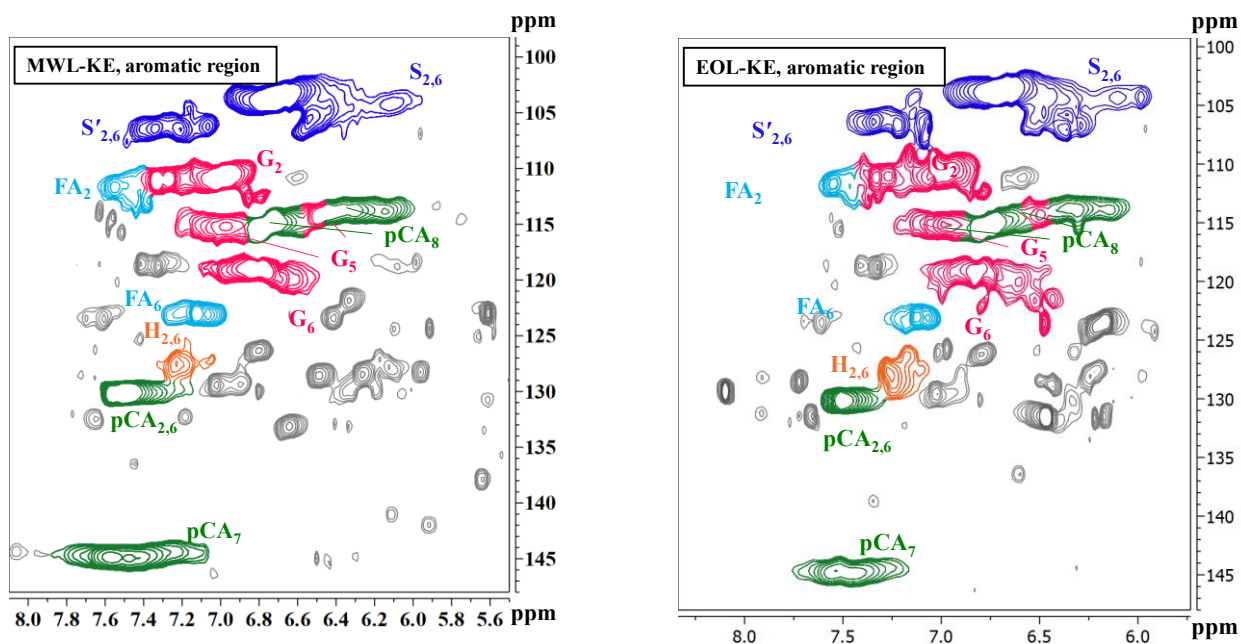 ppm
MWL-KE, aromatic region
100
105
110
115
120
125
130
135
140
145
S2,6
S′2,6
G2
FA2
pCA8
G5
FA6
G6
H2,6
pCA2,6
pCA7
8.0 7.8 7.6 7.4 7.2 7.0 6.8 6.6 6.4 6.2 6.0 5.8 5.6
ppm
ppm
EOL-KE, aromatic region
100
105
110
115
120
125
130
135
140
145
S2,6
S′2,6
G2
FA2
pCA8
G5
FA6
G6
H2,6
pCA2,6
pCA7
8.0 7.5 7.0 6.5 6.0
ppm